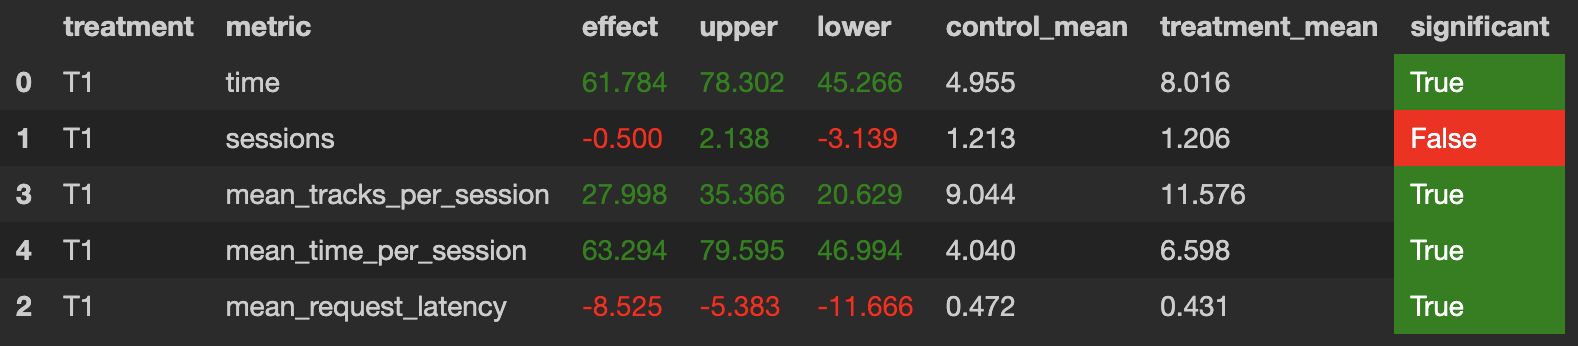 treatment metric effect upper lower control_mean treatment_mean significant
0 T1 time 61.784 78.302 45.266 4.955 8.016 True
1 T1 sessions -0.500 2.138 -3.139 1.213 1.206 False
3 T1 mean_tracks_per_session 27.998 35.366 20.629 9.044 11.576 True
4 T1 mean_time_per_session 63.294 79.595 46.994 4.040 6.598 True
2 T1 mean_request_latency -8.525 -5.383 -11.666 0.472 0.431 True